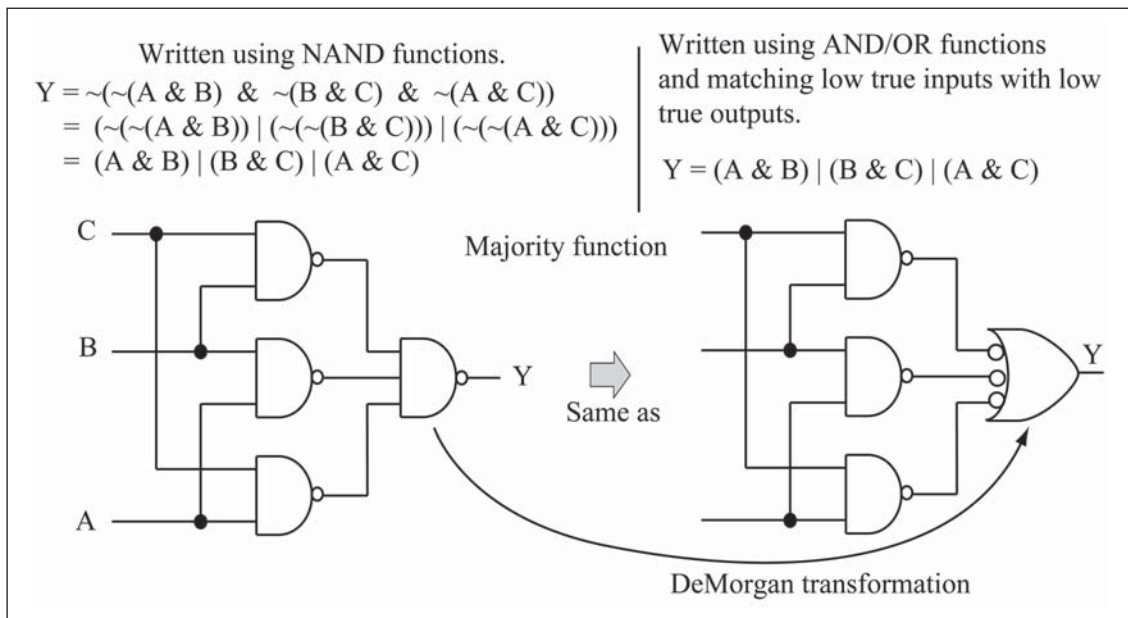 Written using NAND functions.
Y = ~(~(A & B) & ~(B & C) & ~(A & C))
= (~(~(A & B)) | (~(~(B & C))) | (~(~(A & C)))
= (A & B) | (B & C) | (A & C)
Written using AND/OR functions
and matching low true inputs with low
true outputs.
Y = (A & B) | (B & C) | (A & C)
C
Majority function
B
Y
Same as
Y
A
DeMorgan transformation